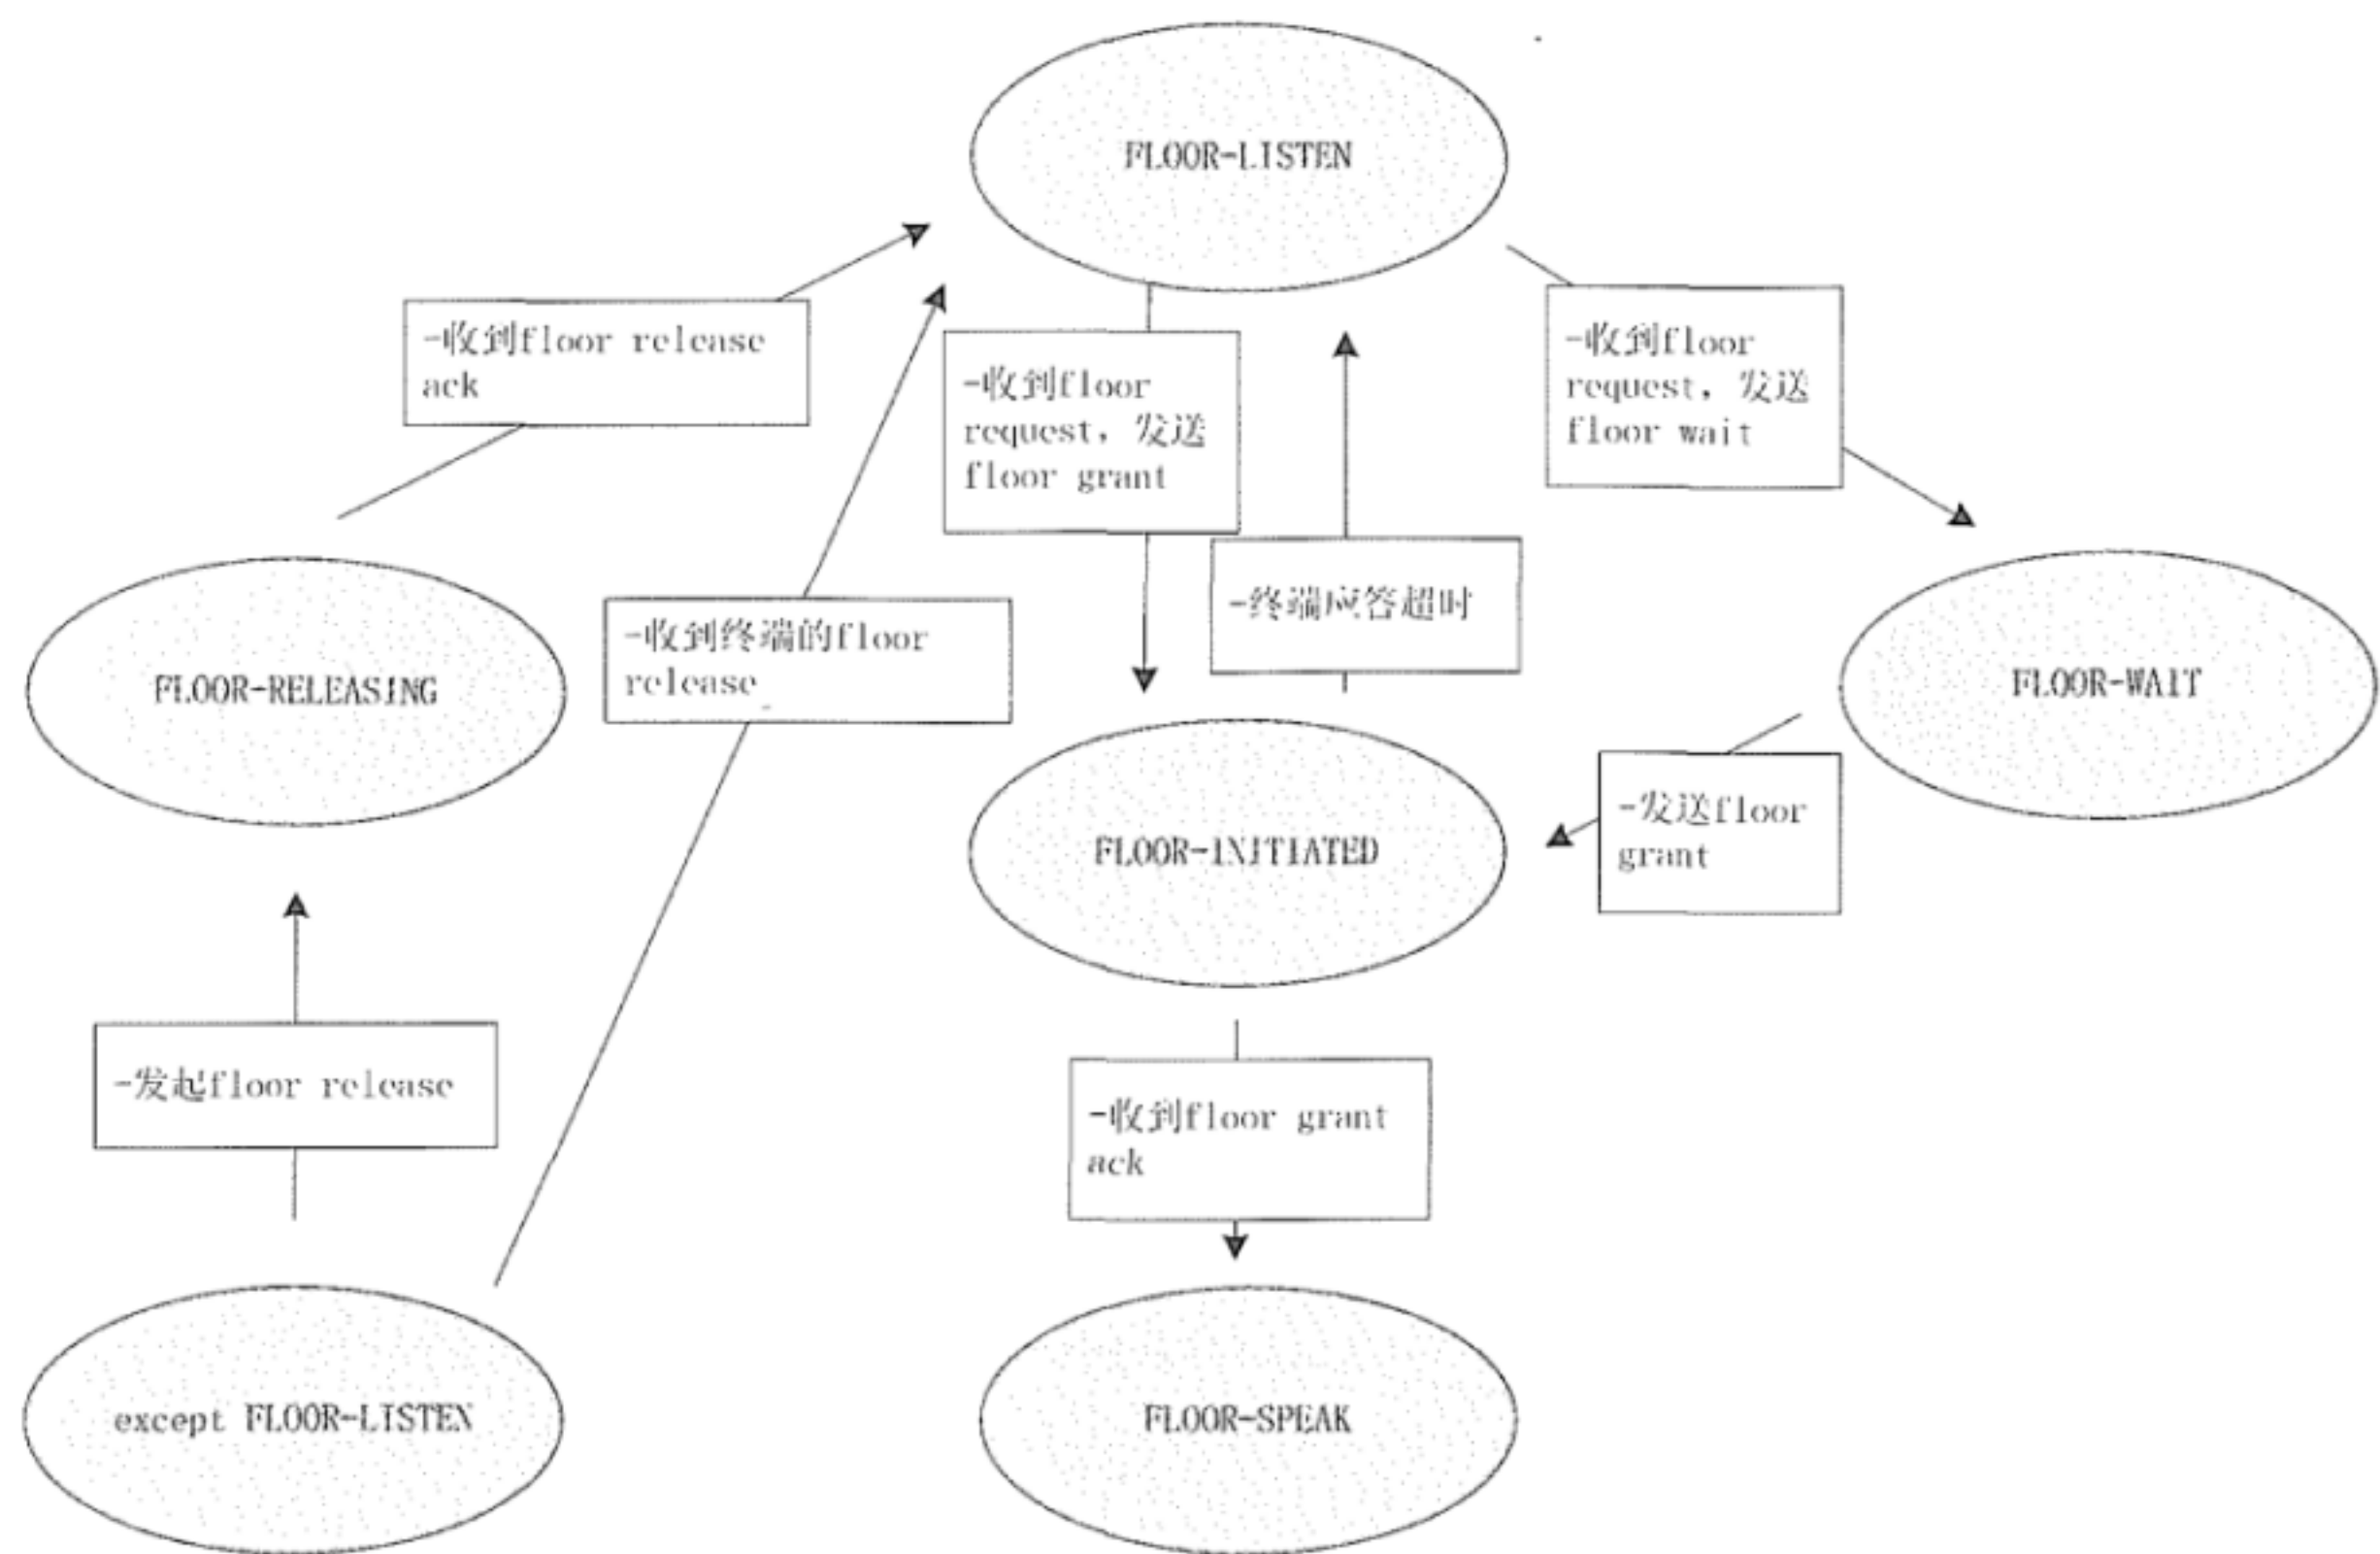 FLOOR-LISTEN
-收到floor release
ack
-收到floor
request，发送
floor grant
-收到floor
request，发送
floor wait
-终端应答超时
-收到终端的floor
release
FLOOR-RELEASING
FLOOR-WAIT
-发送floor
grant
FLOOR-INITIATED
-发起floor release
-收到floor grant
ack
except FLOOR-LISTEN
FLOOR-SPEAK